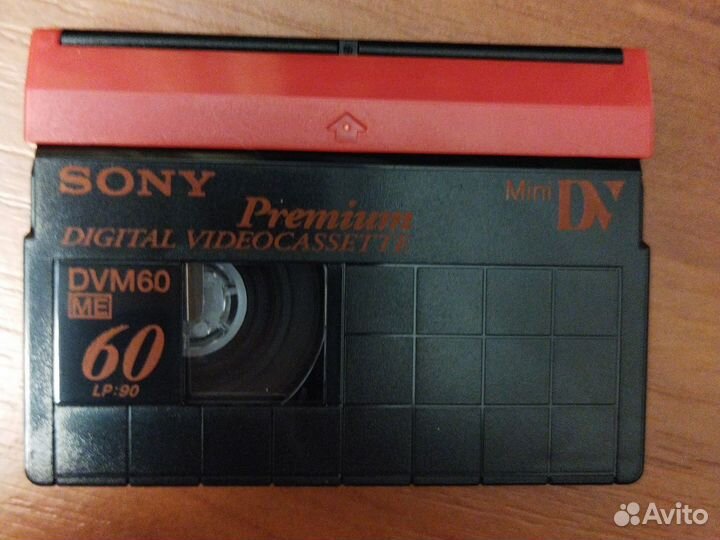 SONY
Premium
Mini DV
DIGITAL VIDEOCASSETTE
DVM60
ME
60
LP:90
Avito